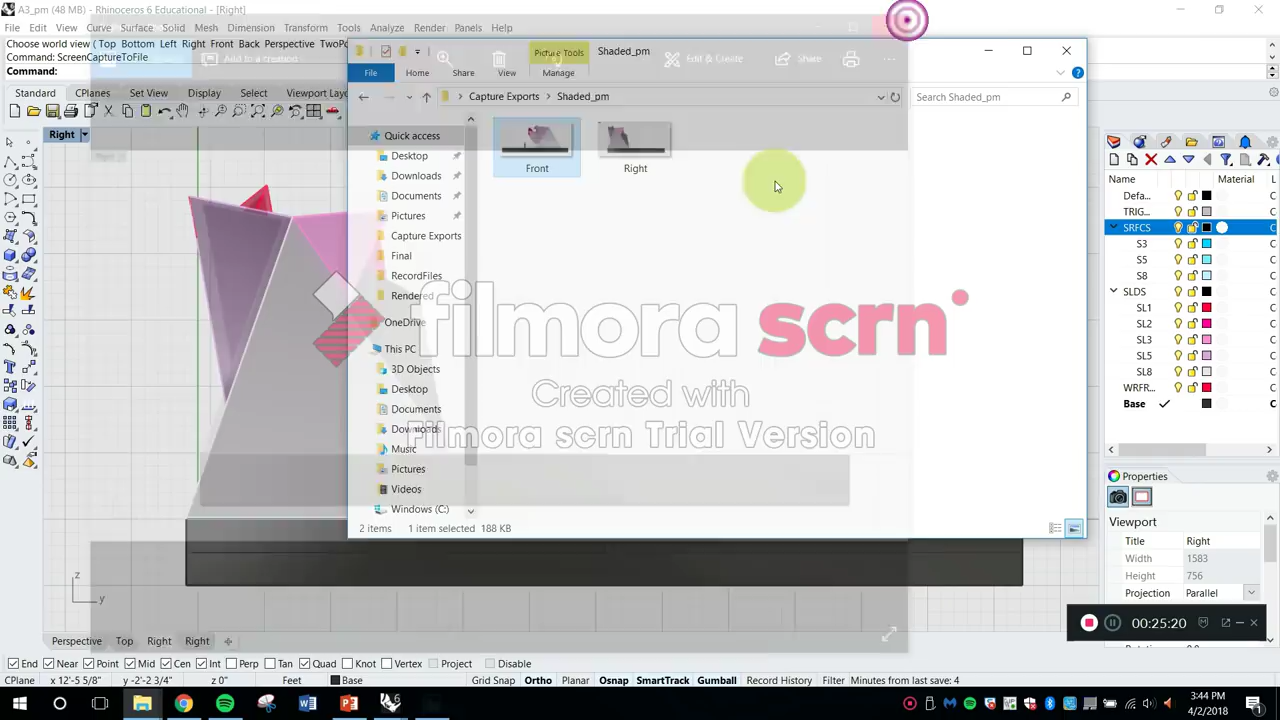 A3_pm (48 MB) - Rhinoceros 6 Educational - [Right]
File Edit View Curve Surface Solid Mesh Dimension Transform Tools Analyze Render Panels Help
Choose world view ( Top Bottom Left Right Front Back Perspective TwoPo
Command: ScreenCaptureToFile
Command:
Standard CPlanes Set View Display Select Viewport Layout
Right
Add to a creation
Edit & Create
Share
Picture Tools
Shaded_pm
File Home Share View Manage
Capture Exports > Shaded_pm
Search Shaded_pm
Quick access
Desktop
Downloads
Documents
Pictures
Capture Exports
Final
RecordFiles
Rendered
OneDrive
This PC
3D Objects
Desktop
Documents
Downloads
Music
Pictures
Videos
Windows (C:)
Front
Right
2 items 1 item selected 188 KB
filmora scrn
Created with
Filmora scrn Trial Version
Name Material L
Defa...
TRIG...
SRFCS
S3
S5
S8
SLDS
SL1
SL2
SL3
SL5
SL8
WRFR...
Base
Properties
Viewport
Title Right
Width 1583
Height 756
Projection Parallel
00:25:20
z
y
Perspective Top Right Right
End Near Point Mid Cen Int Perp Tan Quad Knot Vertex Project Disable
CPlane x 12'-5 5/8" y -2'-2 3/4" z 0" Feet Base Grid Snap Ortho Planar Osnap SmartTrack Gumball Record History Filter Minutes from last save: 4
3:44 PM
4/2/2018